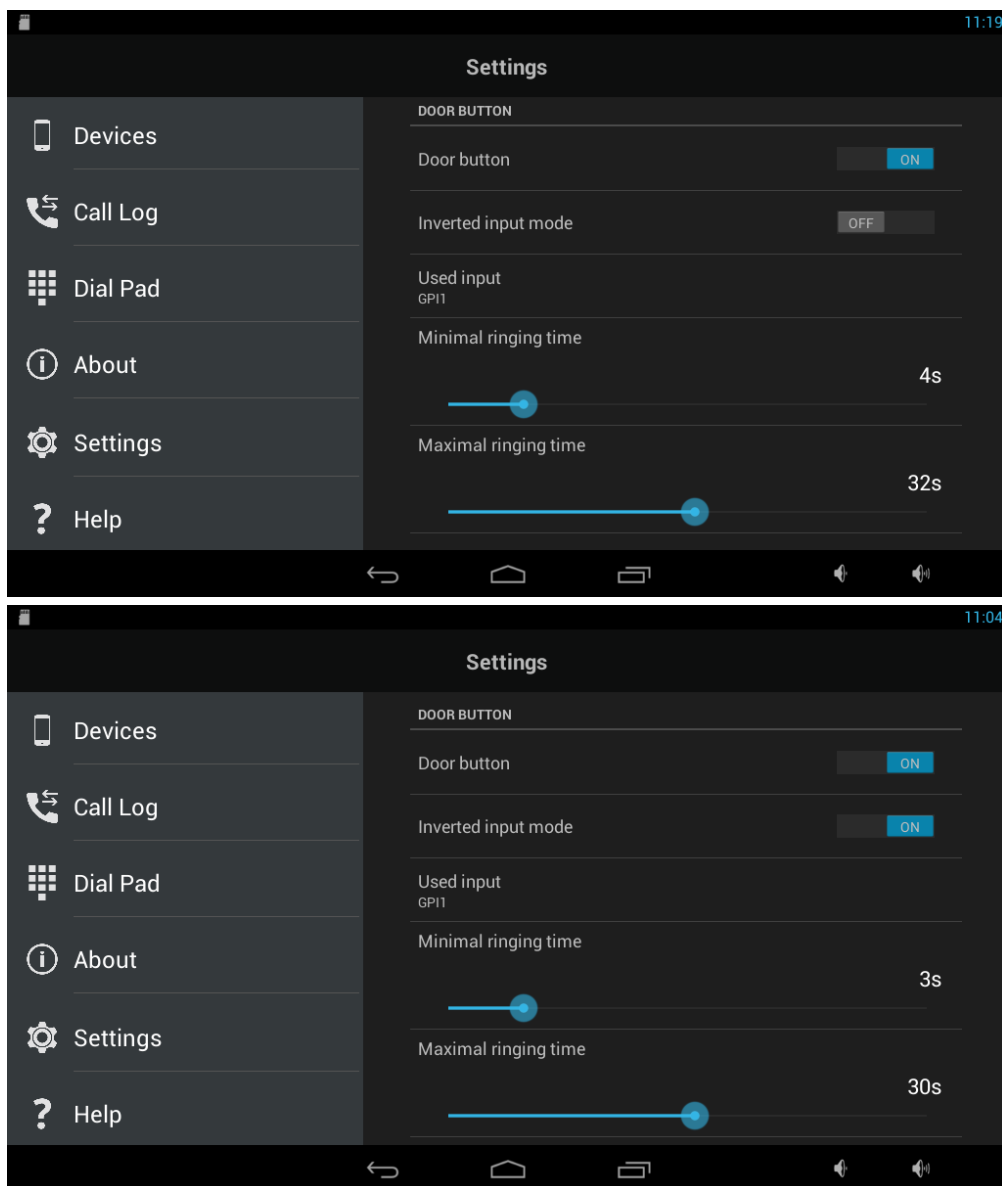 11:19
Settings
Devices
Call Log
Dial Pad
About
Settings
Help
DOOR BUTTON
Door button ON
Inverted input mode OFF
Used input
GPI1
Minimal ringing time
4s
Maximal ringing time
32s
11:04
Settings
Devices
Call Log
Dial Pad
About
Settings
Help
DOOR BUTTON
Door button ON
Inverted input mode ON
Used input
GPI1
Minimal ringing time
3s
Maximal ringing time
30s